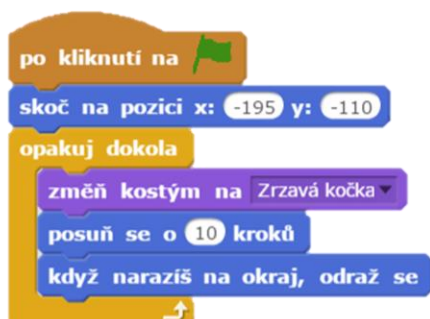 po kliknutí na
skoč na pozici x: -195 y: -110
opakuj dokola
změň kostým na Zrzavá kočka
posuň se o 10 kroků
když narazíš na okraj, odraž se